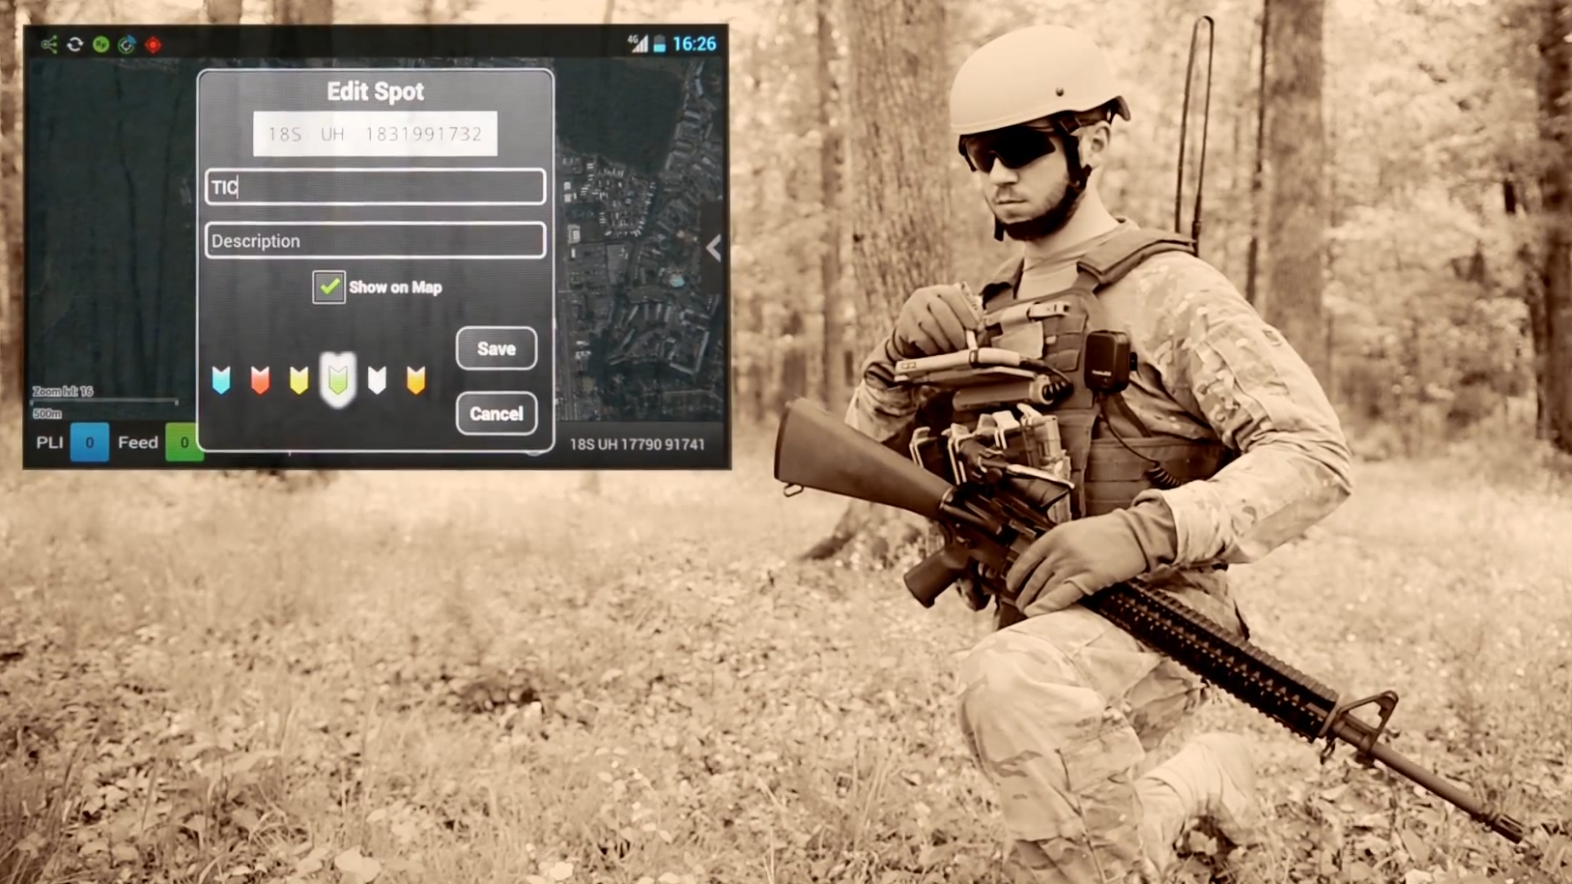 4G 16:26
Edit Spot
18S UH 1831991732
TIC
Description
Show on Map
Save
Zoom lvl: 16
500m
Cancel
PLI 0 Feed 0
18S UH 17790 91741